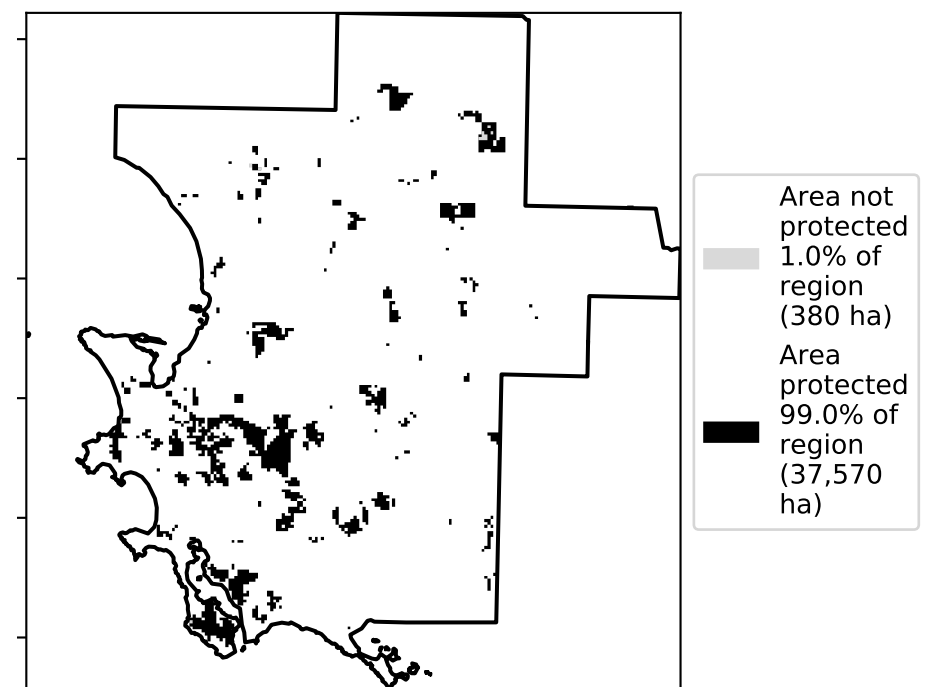 Area not
protected
1.0% of
region
(380 ha)
Area
protected
99.0% of
region
(37,570
ha)